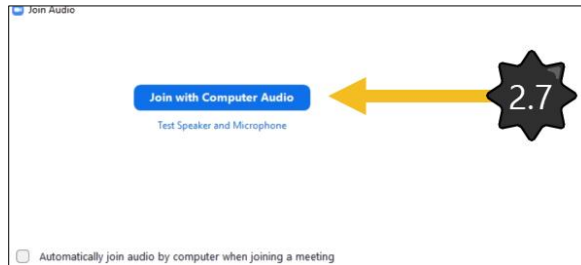 Join Audio
Join with Computer Audio
2.7
Test Speaker and Microphone
Automatically join audio by computer when joining a meeting